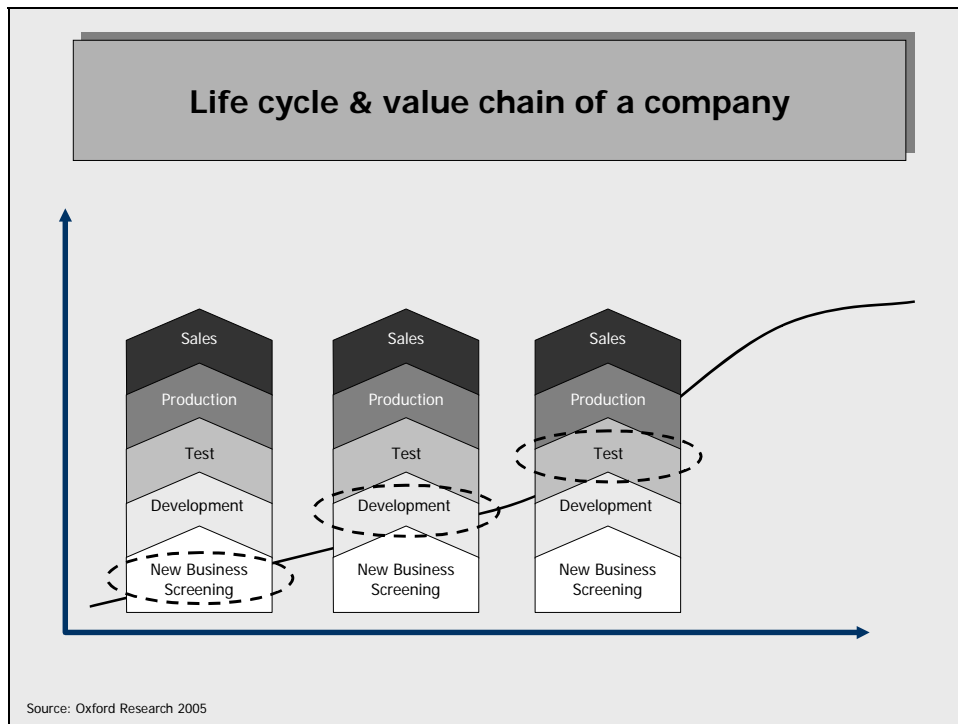 Life cycle & value chain of a company
Sales
Production
Test
Development
New Business
Screening
Sales
Production
Test
Development
New Business
Screening
Sales
Production
Test
Development
New Business
Screening
Source: Oxford Research 2005